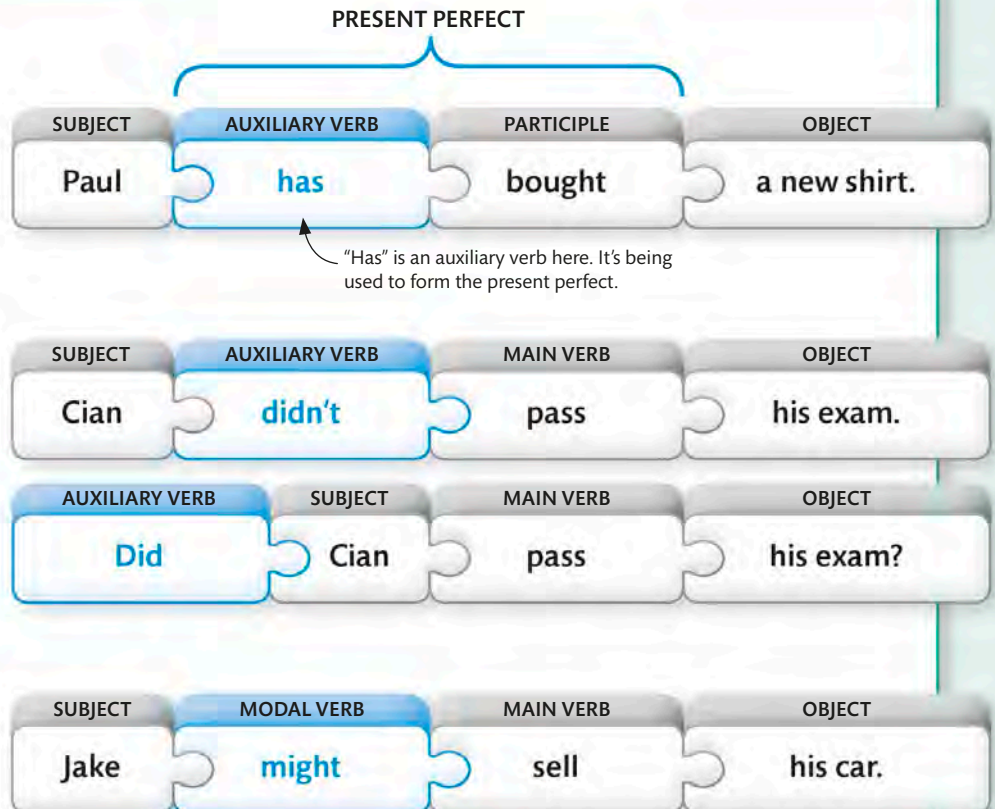 PRESENT PERFECT
SUBJECT AUXILIARY VERB PARTICIPLE OBJECT
Paul has bought a new shirt.
"Has" is an auxiliary verb here. It's being
used to form the present perfect.
SUBJECT AUXILIARY VERB MAIN VERB OBJECT
Cian didn't pass his exam.
AUXILIARY VERB SUBJECT MAIN VERB OBJECT
Did Cian pass his exam?
SUBJECT MODAL VERB MAIN VERB OBJECT
Jake might sell his car.